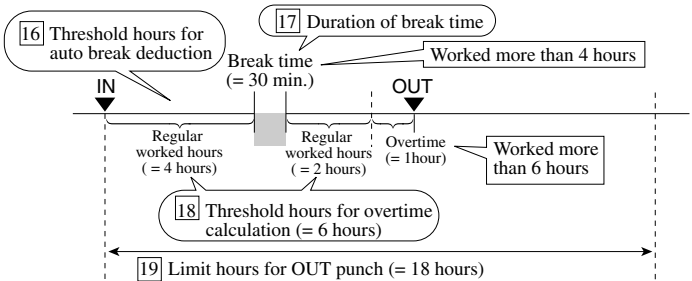 16 Threshold hours for
auto break deduction
17 Duration of break time
Break time
(= 30 min.)
Worked more than 4 hours
IN
OUT
Regular
worked hours
( = 4 hours)
Regular
worked hours
( = 2 hours)
Overtime
(= 1hour)
Worked more
than 6 hours
18 Threshold hours for overtime
calculation (= 6 hours)
19 Limit hours for OUT punch (= 18 hours)